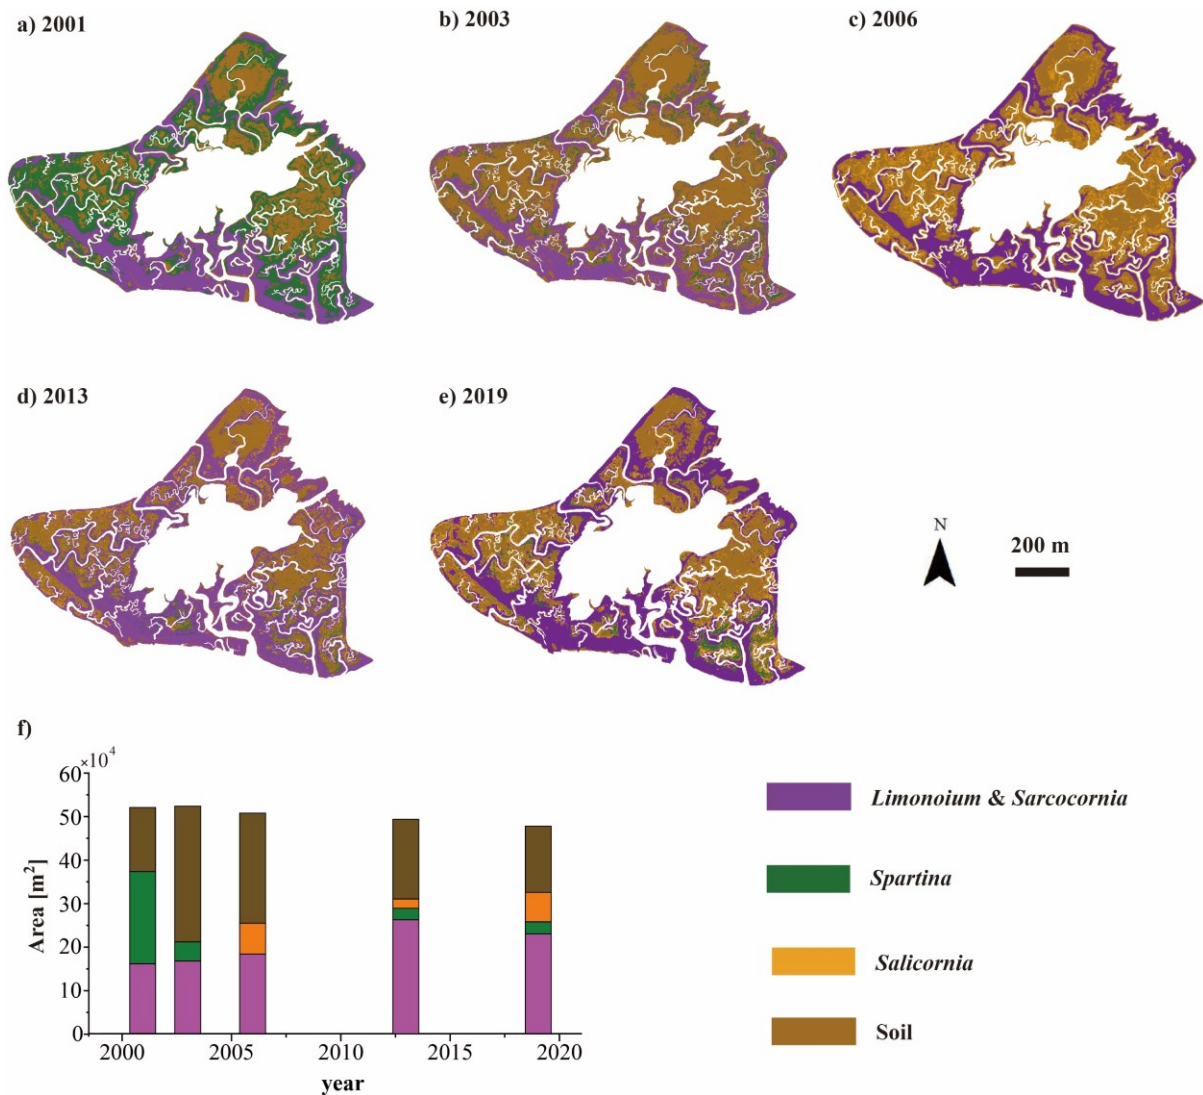 a) 2001
b) 2003
c) 2006
d) 2013
e) 2019
N
200 m
f)
×10⁴
60
50
40
30
20
10
0
Area [m²]
2000 2005 2010 2015 2020
year
Limonoium & Sarcocornia
Spartina
Salicornia
Soil